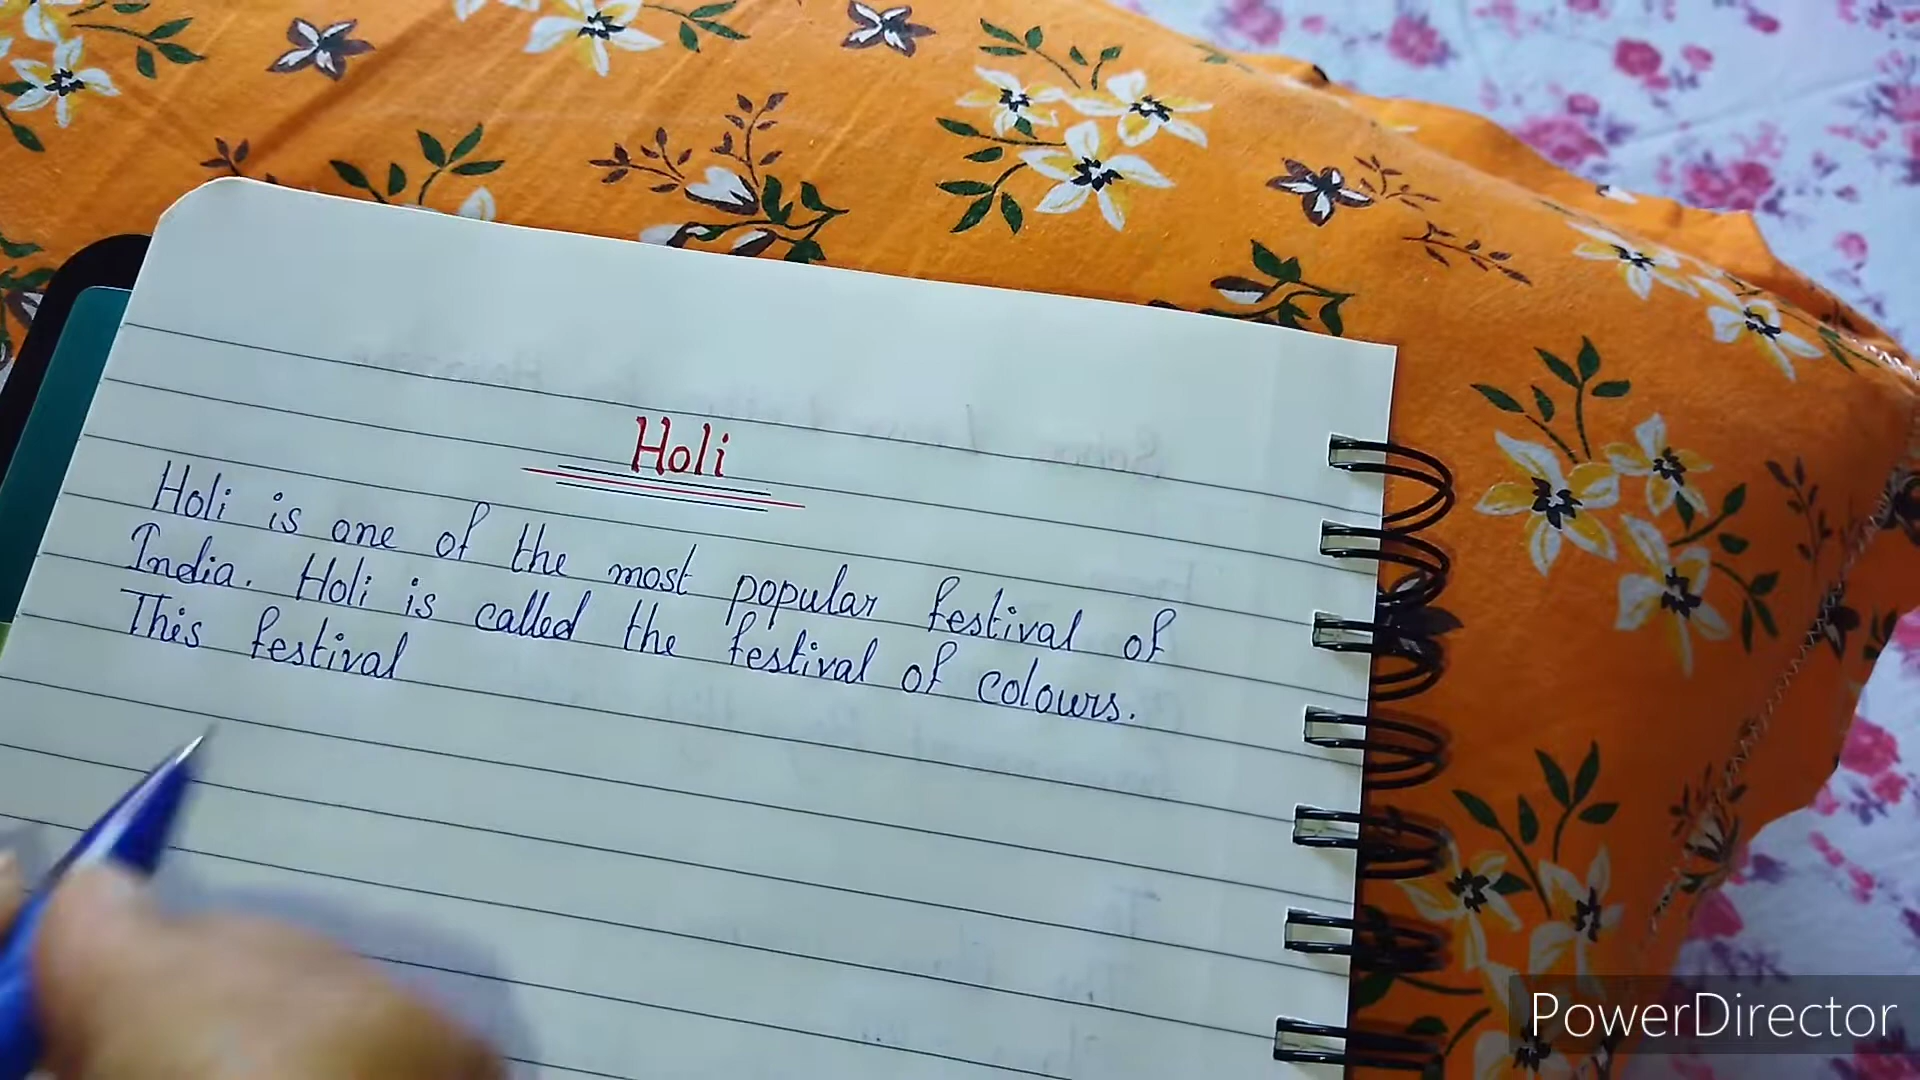 Holi
Holi is one of the most popular festival of
India. Holi is called the festival of colours.
This festival
PowerDirector